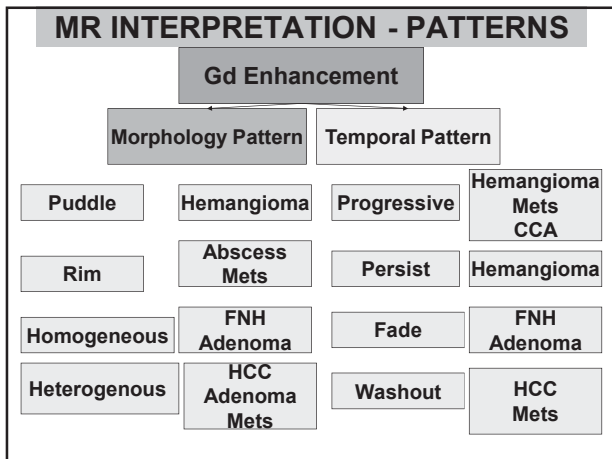 MR INTERPRETATION - PATTERNS
Gd Enhancement
Morphology Pattern
Temporal Pattern
Puddle
Hemangioma
Progressive
Hemangioma
Mets
CCA
Rim
Abscess
Mets
Persist
Hemangioma
Homogeneous
FNH
Adenoma
Fade
FNH
Adenoma
Heterogenous
HCC
Adenoma
Mets
Washout
HCC
Mets